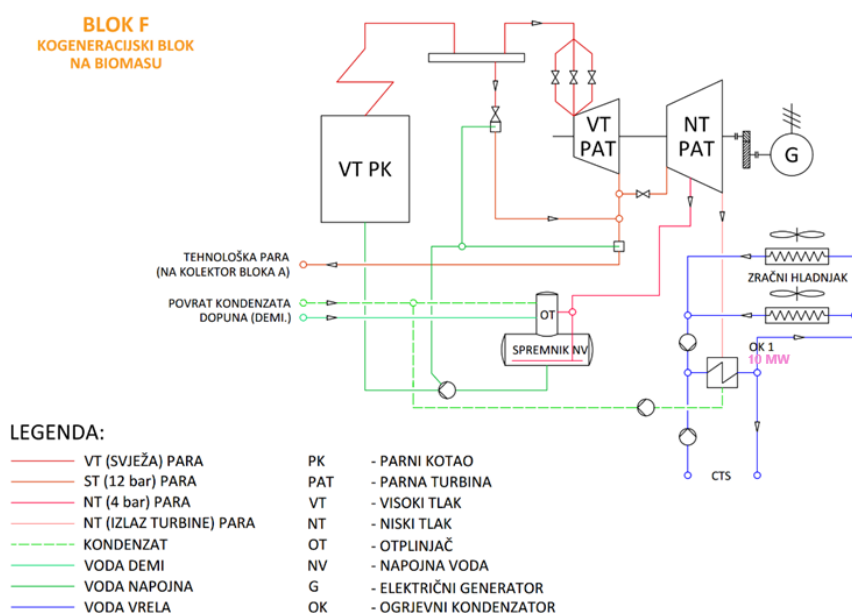 BLOK F
KOGENERACIJSKI BLOK
NA BIOMASU
VT PK
VT
PAT
NT
PAT
G
TEHNOLOŠKA PARA
(NA KOLEKTOR BLOKA A)
POVRAT KONDENZATA
DOPUNA (DEMI.)
OT
SPREMNIK NV
ZRAČNI HLADNJAK
OK 1
10 MW
CTS
LEGENDA:
VT (SVJEŽA) PARA
ST (12 bar) PARA
NT (4 bar) PARA
NT (IZLAZ TURBINE) PARA
KONDENZAT
VODA DEMI
VODA NAPOJNA
VODA VRELA
PK - PARNI KOTAO
PAT - PARNA TURBINA
VT - VISOKI TLAK
NT - NISKI TLAK
OT - OTPLINJAČ
NV - NAPOJNA VODA
G - ELEKTRIČNI GENERATOR
OK - OGRJEVNI KONDENZATOR